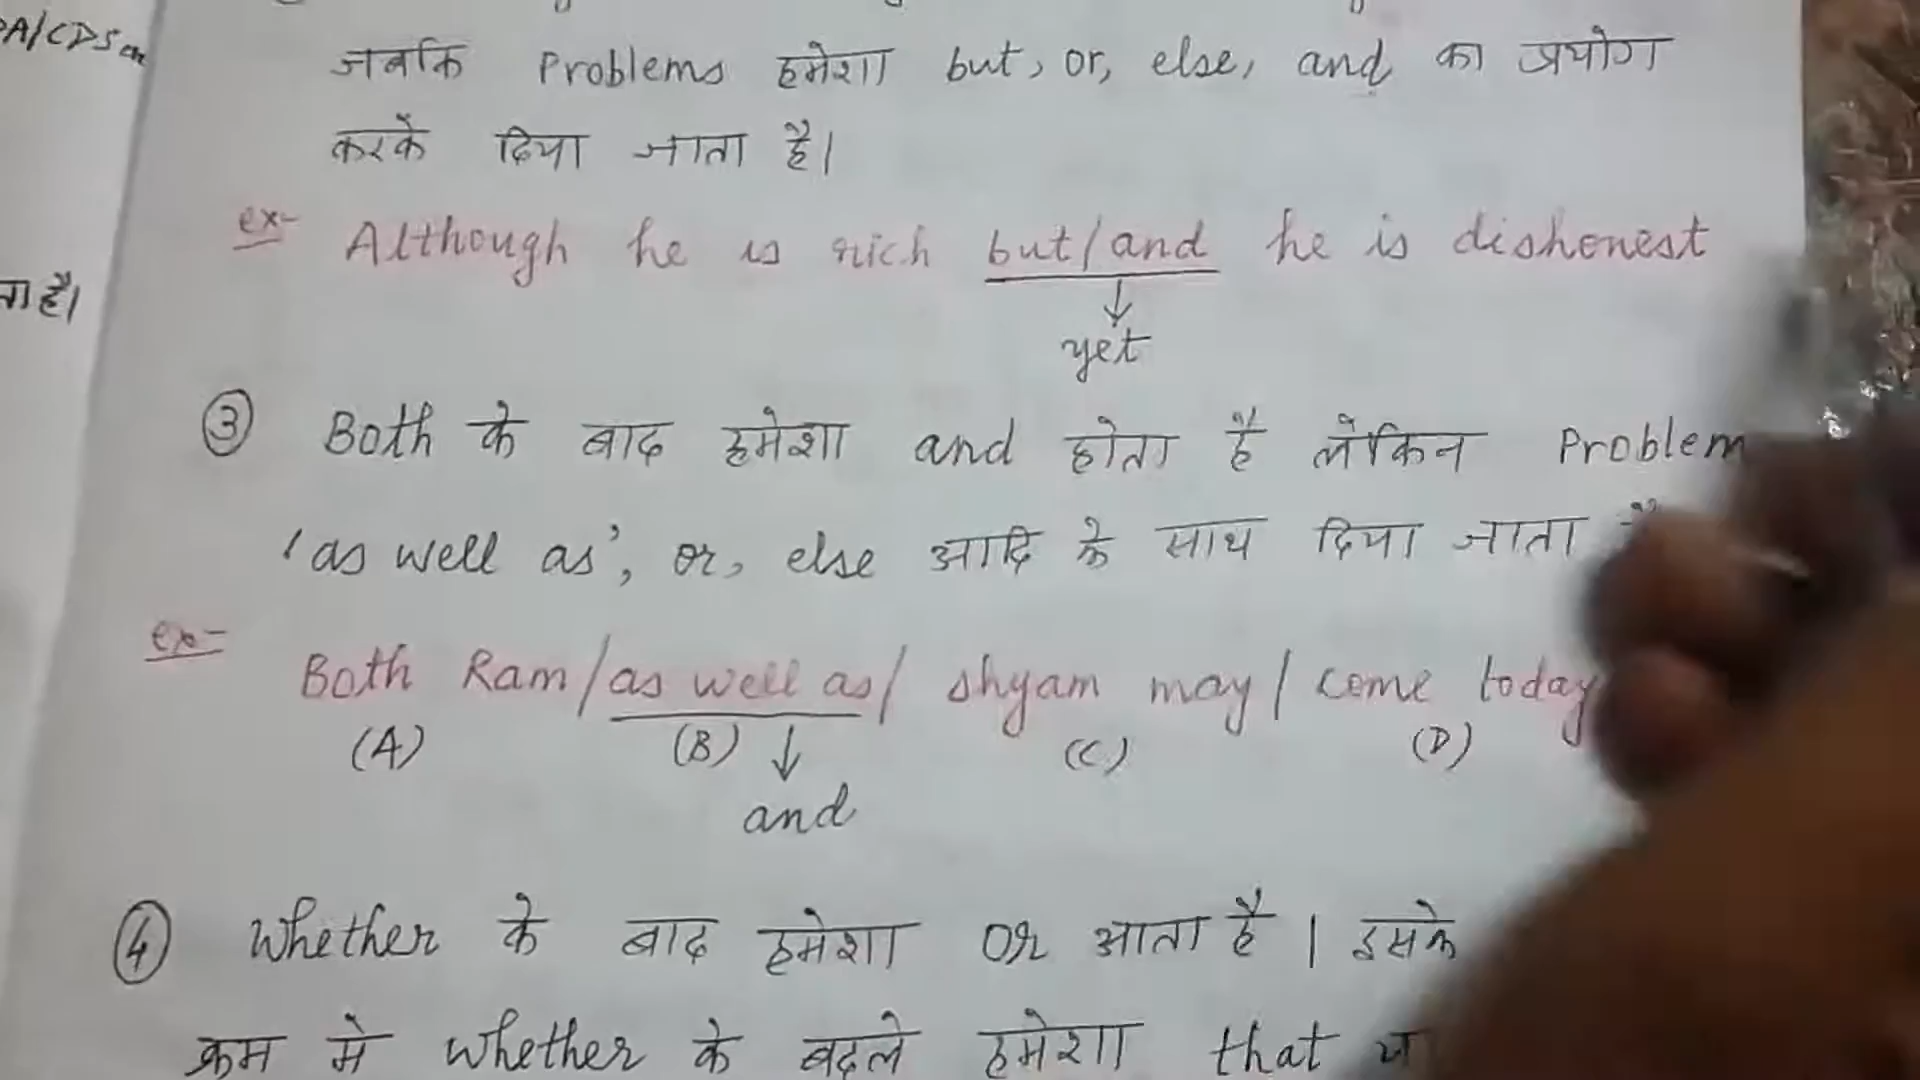 A/CDS
जबकि Problems हमेशा but, or, else, and का प्रयोग
करके दिया जाता है।
ex- Although he is rich but/and he is dishonest
ता है।
yet
③ Both के बाद हमेशा and होता है लेकिन Problem
'as well as', or, else आदि के साथ दिया जाता
ex- Both Ram/as well as/ shyam may/ come today
(A) (B) (C) (D)
and
④ Whether के बाद हमेशा or आता है। इसके
क्रम मे whether के बदले हमेशा that